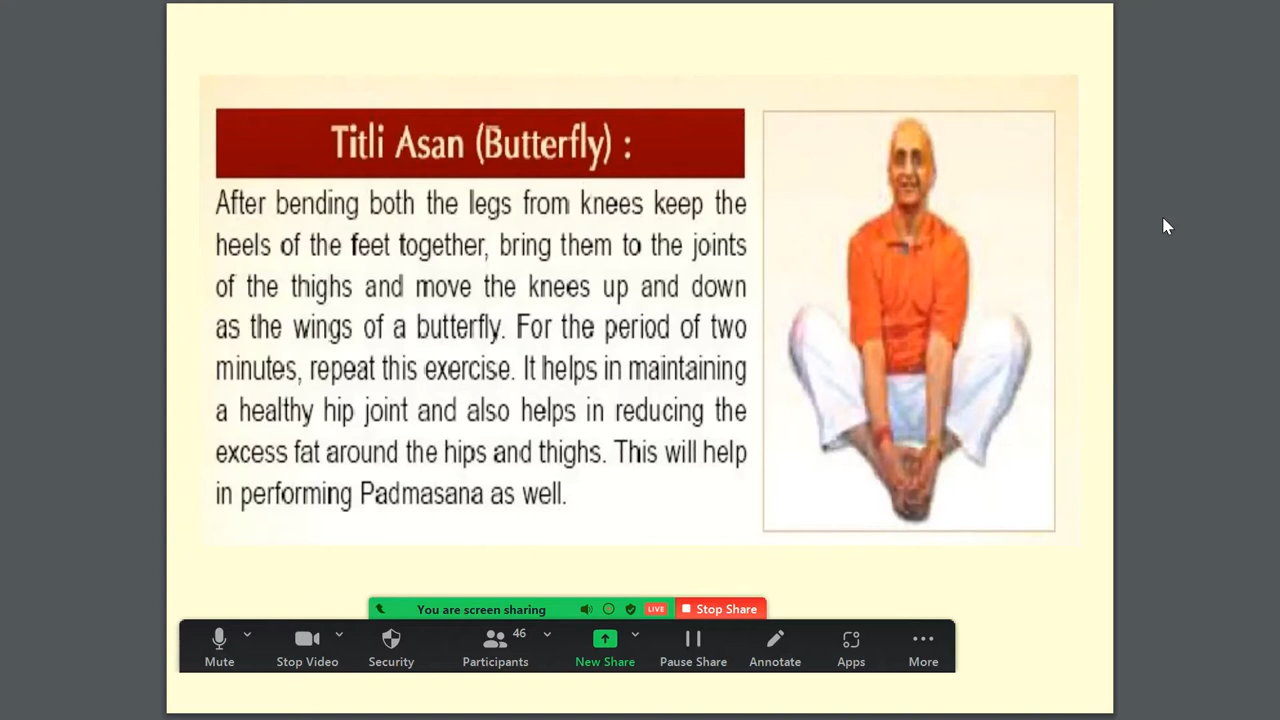 Titli Asan (Butterfly) :
After bending both the legs from knees keep the
heels of the feet together, bring them to the joints
of the thighs and move the knees up and down
as the wings of a butterfly. For the period of two
minutes, repeat this exercise. It helps in maintaining
a healthy hip joint and also helps in reducing the
excess fat around the hips and thighs. This will help
in performing Padmasana as well.
You are screen sharing LIVE Stop Share
46
Mute Stop Video Security Participants New Share Pause Share Annotate Apps More